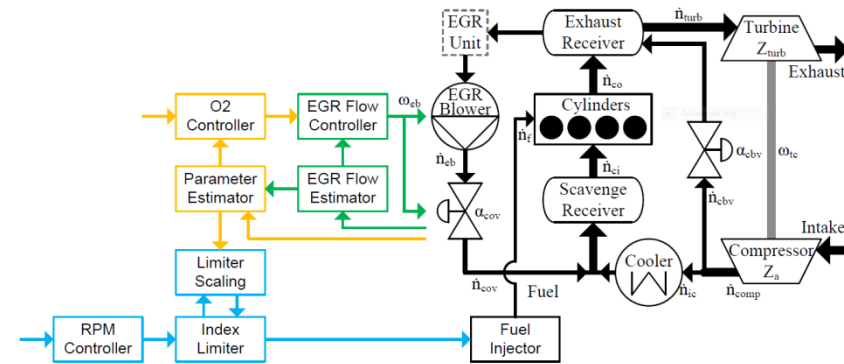 EGR
Unit
Exhaust
Receiver
ṅturb
Turbine
Zturb
Exhaust
O2
Controller
EGR Flow
Controller
ωeb
EGR
Blower
ṅco
Cylinders
ṅf
ṅeb
ṅci
αcbv
ωtc
Parameter
Estimator
EGR Flow
Estimator
αcov
Scavenge
Receiver
ṅcbv
Intake
Limiter
Scaling
ṅcov
Fuel
Cooler
ṅic
ṅcomp
Compressor
Za
RPM
Controller
Index
Limiter
Fuel
Injector